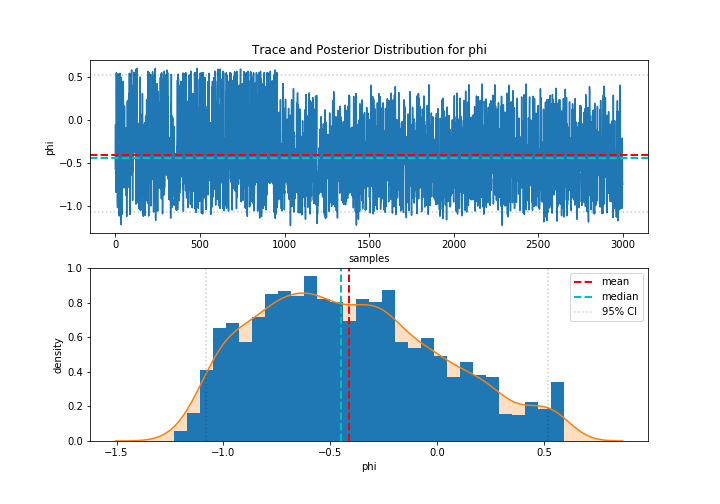 Trace and Posterior Distribution for phi
0.5
0.0
−0.5
−1.0
phi
0 500 1000 1500 2000 2500 3000
samples
1.0
0.8
0.6
0.4
0.2
0.0
density
mean
median
95% CI
−1.5 −1.0 −0.5 0.0 0.5
phi